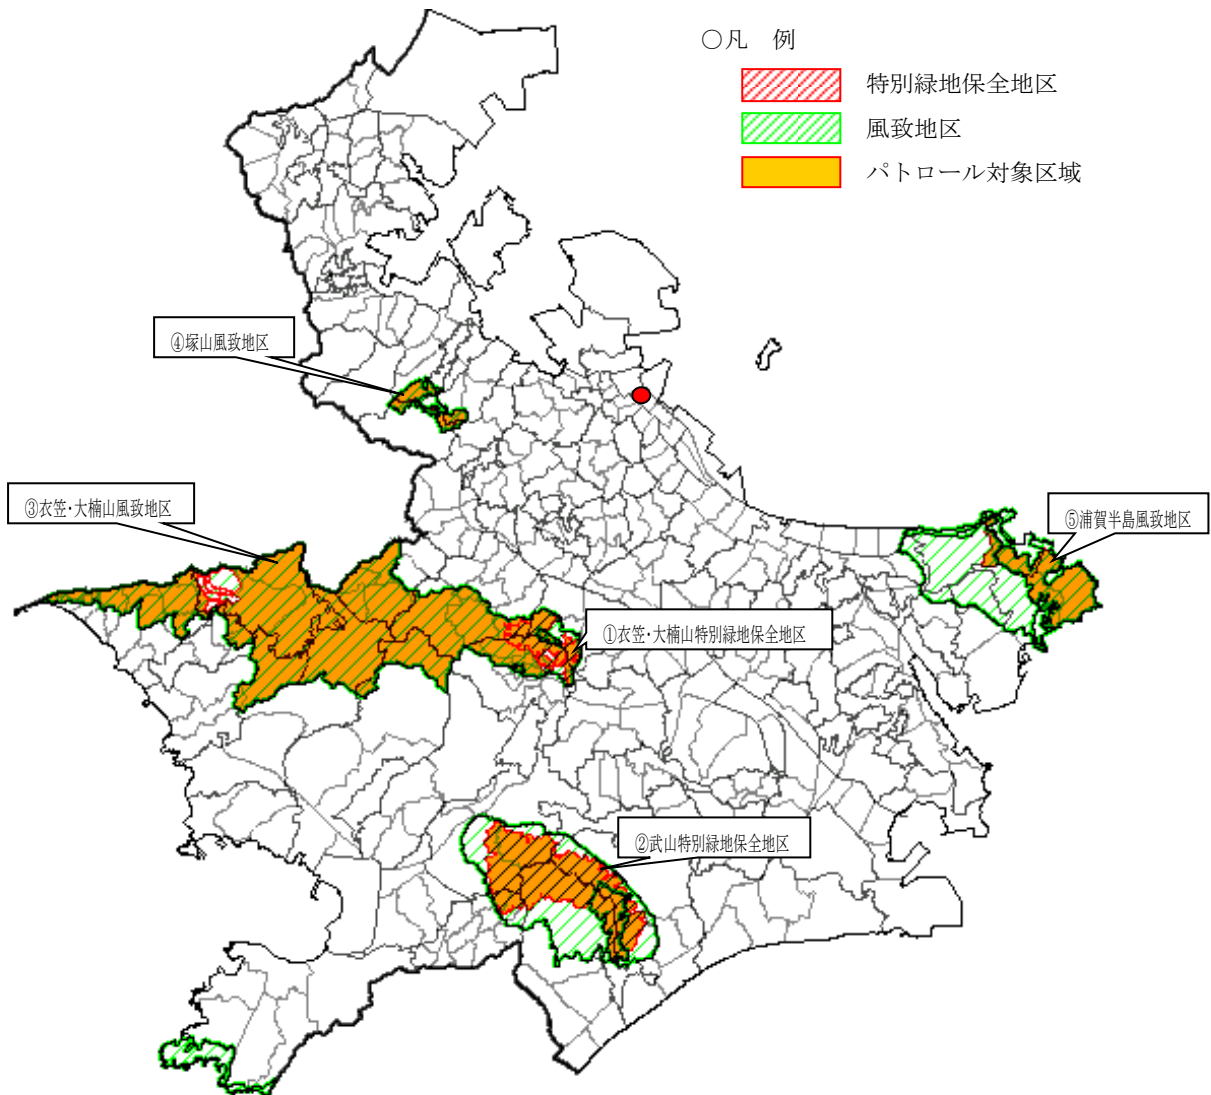 ○凡　例
特別緑地保全地区
風致地区
パトロール対象区域
④塚山風致地区
③衣笠・大楠山風致地区
⑤浦賀半島風致地区
①衣笠・大楠山特別緑地保全地区
②武山特別緑地保全地区